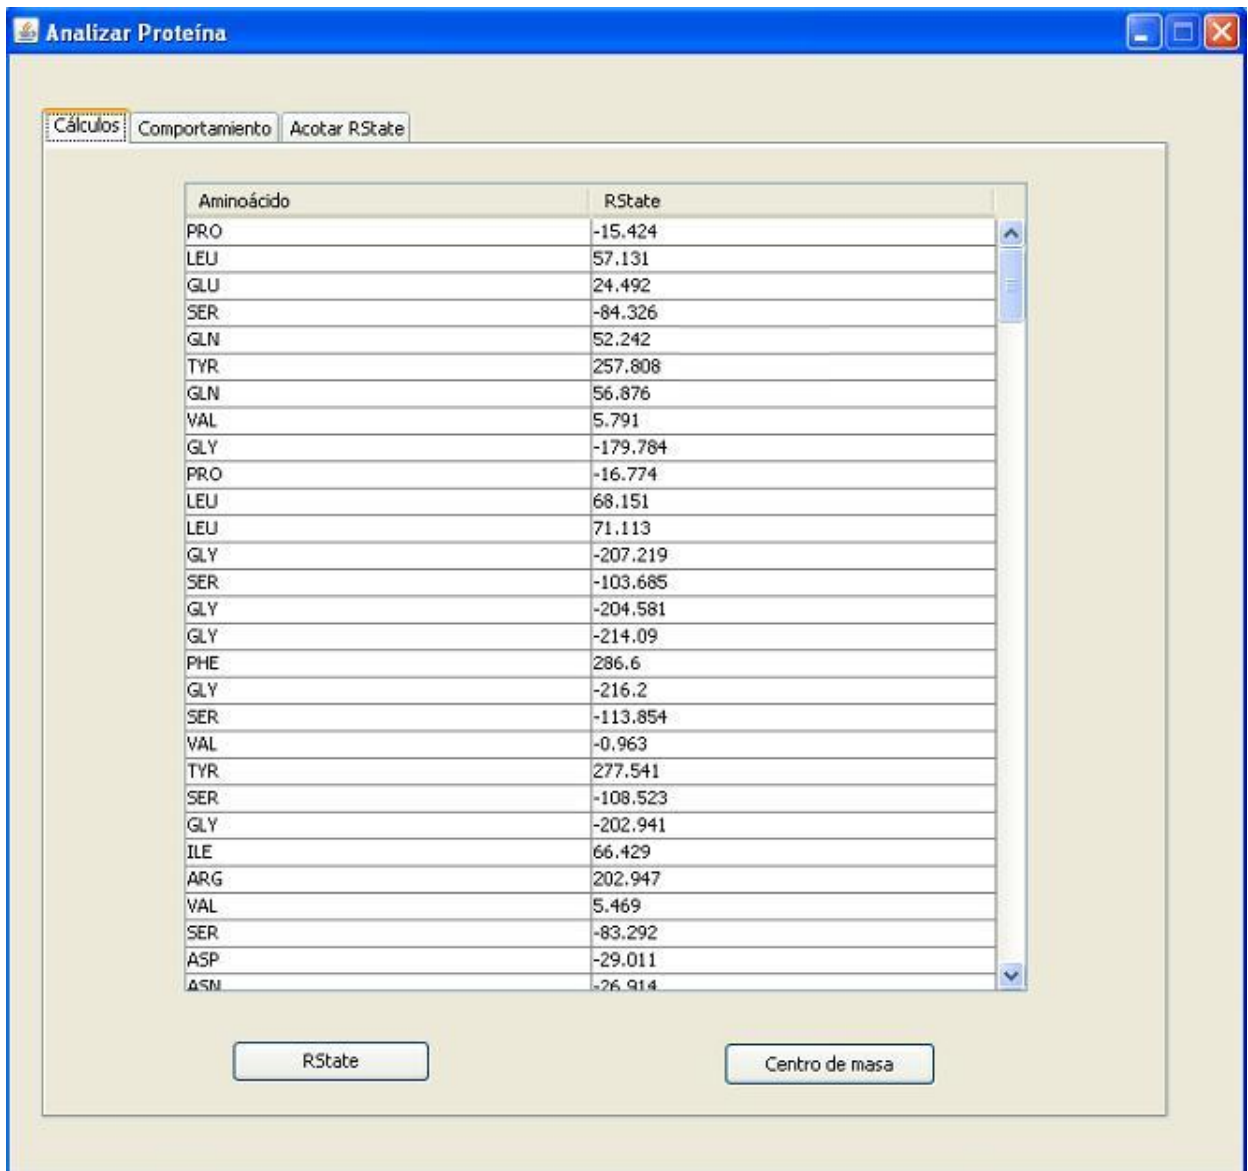 Analizar Proteína
Cálculos Comportamiento Acotar RState
Aminoácido RState
PRO -15.424
LEU 57.131
GLU 24.492
SER -84.326
GLN 52.242
TYR 257.808
GLN 56.876
VAL 5.791
GLY -179.784
PRO -16.774
LEU 68.151
LEU 71.113
GLY -207.219
SER -103.685
GLY -204.581
GLY -214.09
PHE 286.6
GLY -216.2
SER -113.854
VAL -0.963
TYR 277.541
SER -108.523
GLY -202.941
ILE 66.429
ARG 202.947
VAL 5.469
SER -83.292
ASP -29.011
ASN -26.914
RState Centro de masa